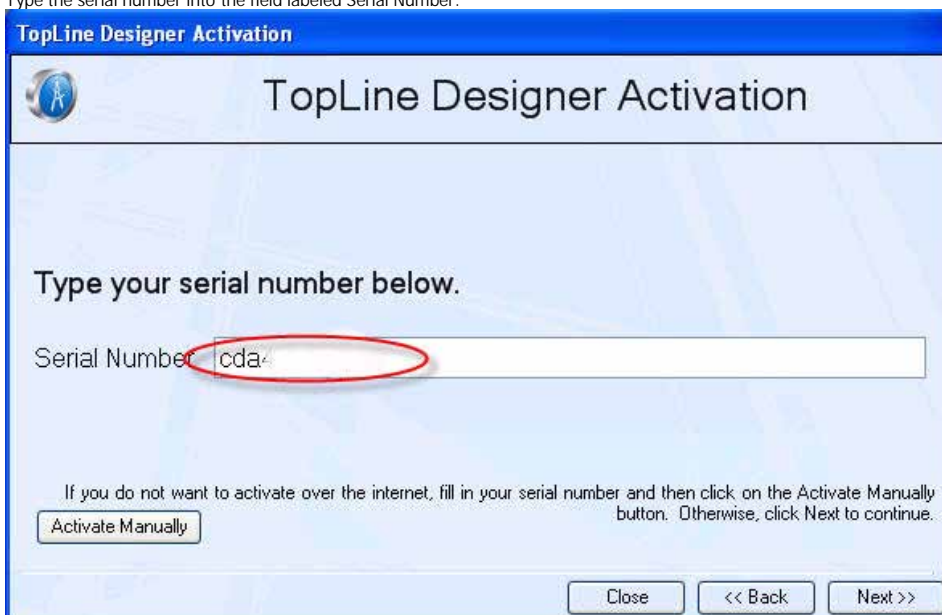 Type the serial number into the field labeled Serial Number.
TopLine Designer Activation
TopLine Designer Activation
Type your serial number below.
Serial Number
If you do not want to activate over the internet, fill in your serial number and then click on the Activate Manually
button. Otherwise, click Next to continue.
Activate Manually
Close
<< Back
Next >>